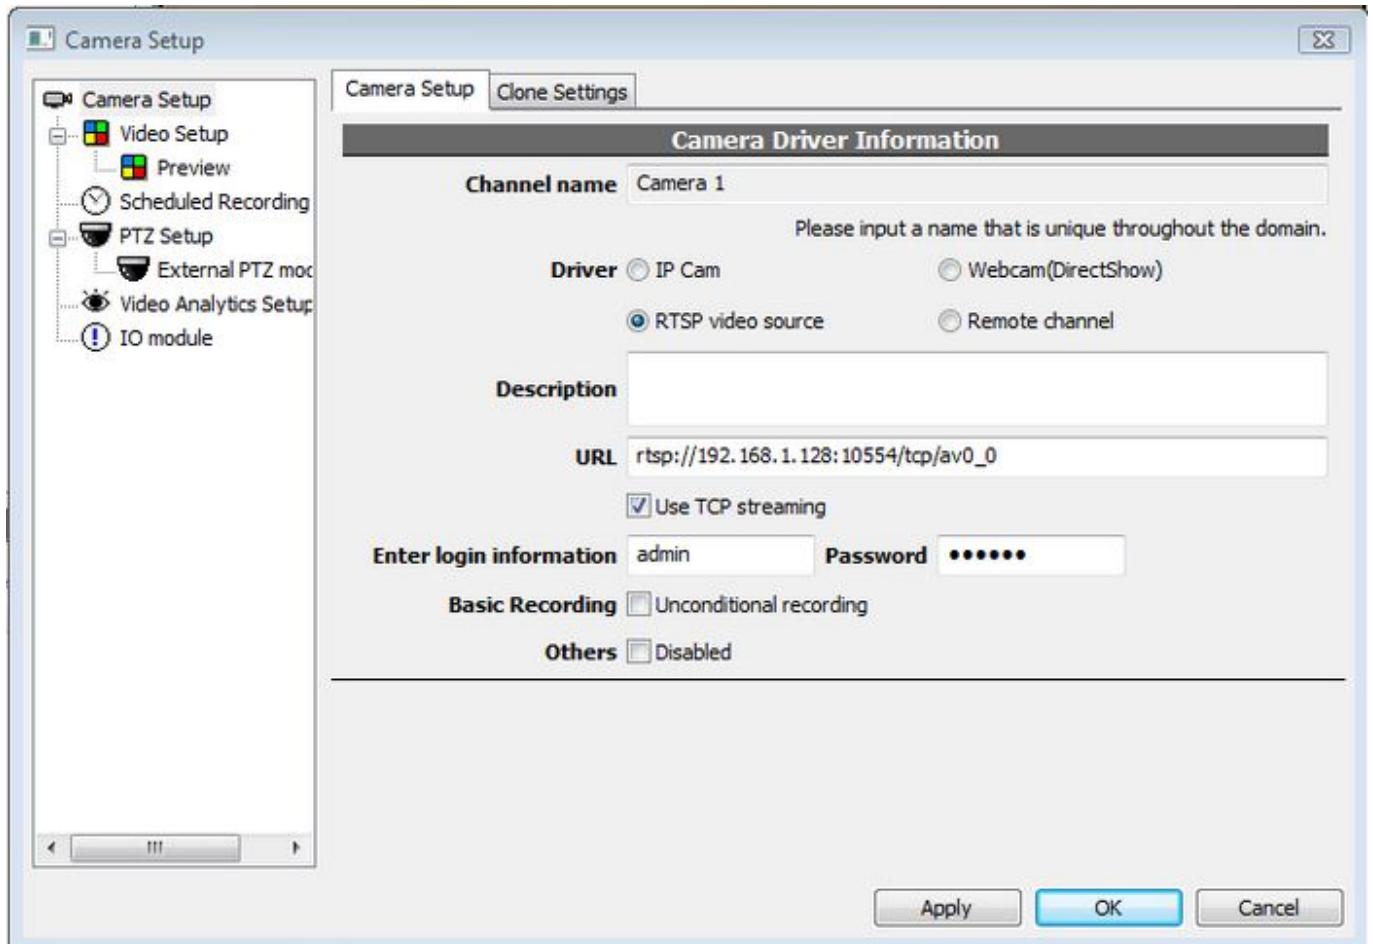 Camera Setup
Camera Setup
Video Setup
Preview
Scheduled Recording
PTZ Setup
External PTZ moc
Video Analytics Setup
IO module
Camera Setup
Clone Settings
Camera Driver Information
Channel name Camera 1
Please input a name that is unique throughout the domain.
Driver IP Cam Webcam(DirectShow)
RTSP video source Remote channel
Description
URL rtsp://192.168.1.128:10554/tcp/av0_0
Use TCP streaming
Enter login information admin Password ●●●●●●
Basic Recording Unconditional recording
Others Disabled
Apply OK Cancel